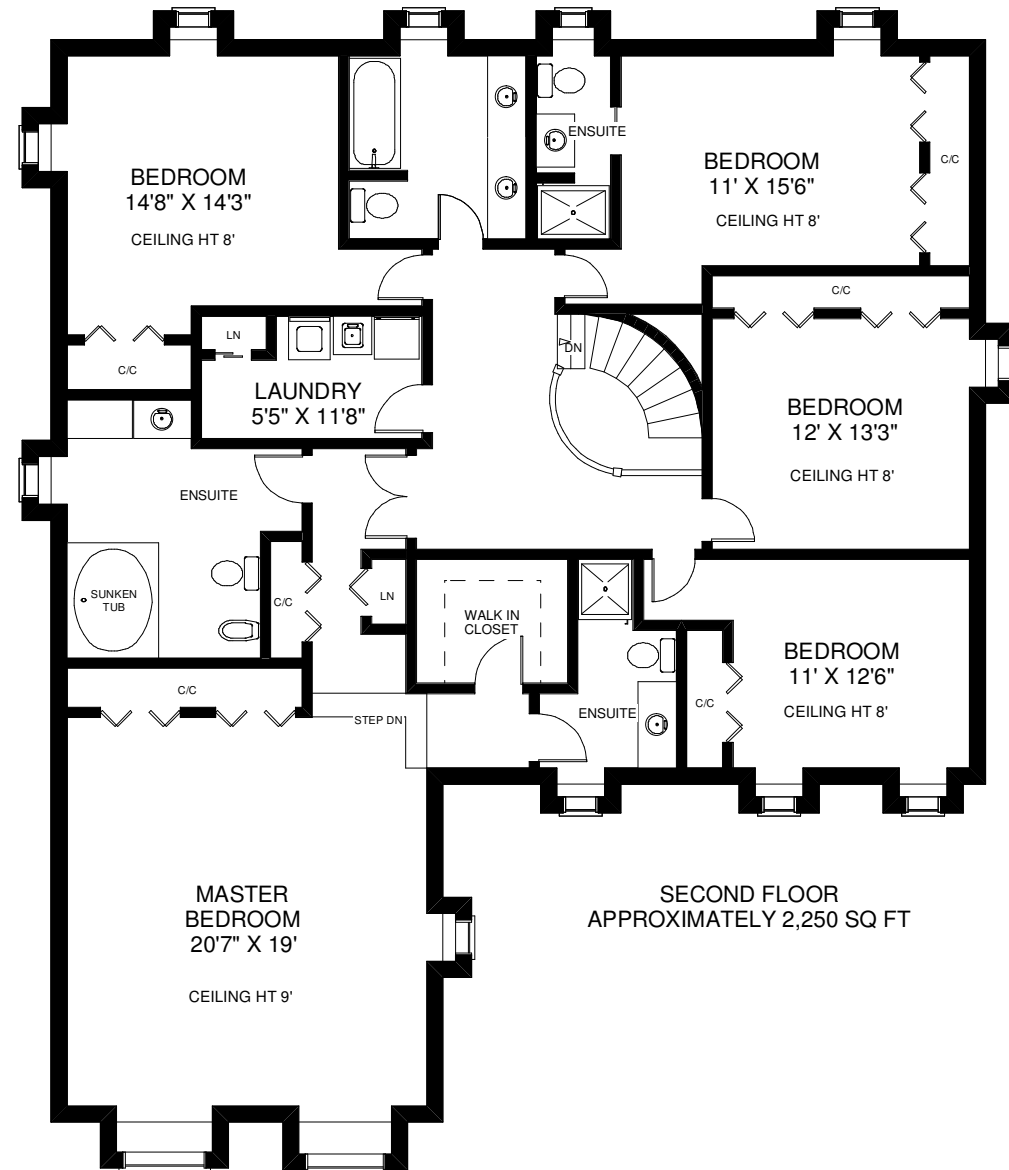 BEDROOM
14'8" X 14'3"
CEILING HT 8'
ENSUITE
BEDROOM
11' X 15'6"
CEILING HT 8'
C/C
C/C
LN
C/C
LAUNDRY
5'5" X 11'8"
DN
BEDROOM
12' X 13'3"
CEILING HT 8'
ENSUITE
SUNKEN
TUB
C/C
LN
WALK IN
CLOSET
BEDROOM
11' X 12'6"
CEILING HT 8'
C/C
ENSUITE
C/C
STEP DN
MASTER
BEDROOM
20'7" X 19'
CEILING HT 9'
SECOND FLOOR
APPROXIMATELY 2,250 SQ FT